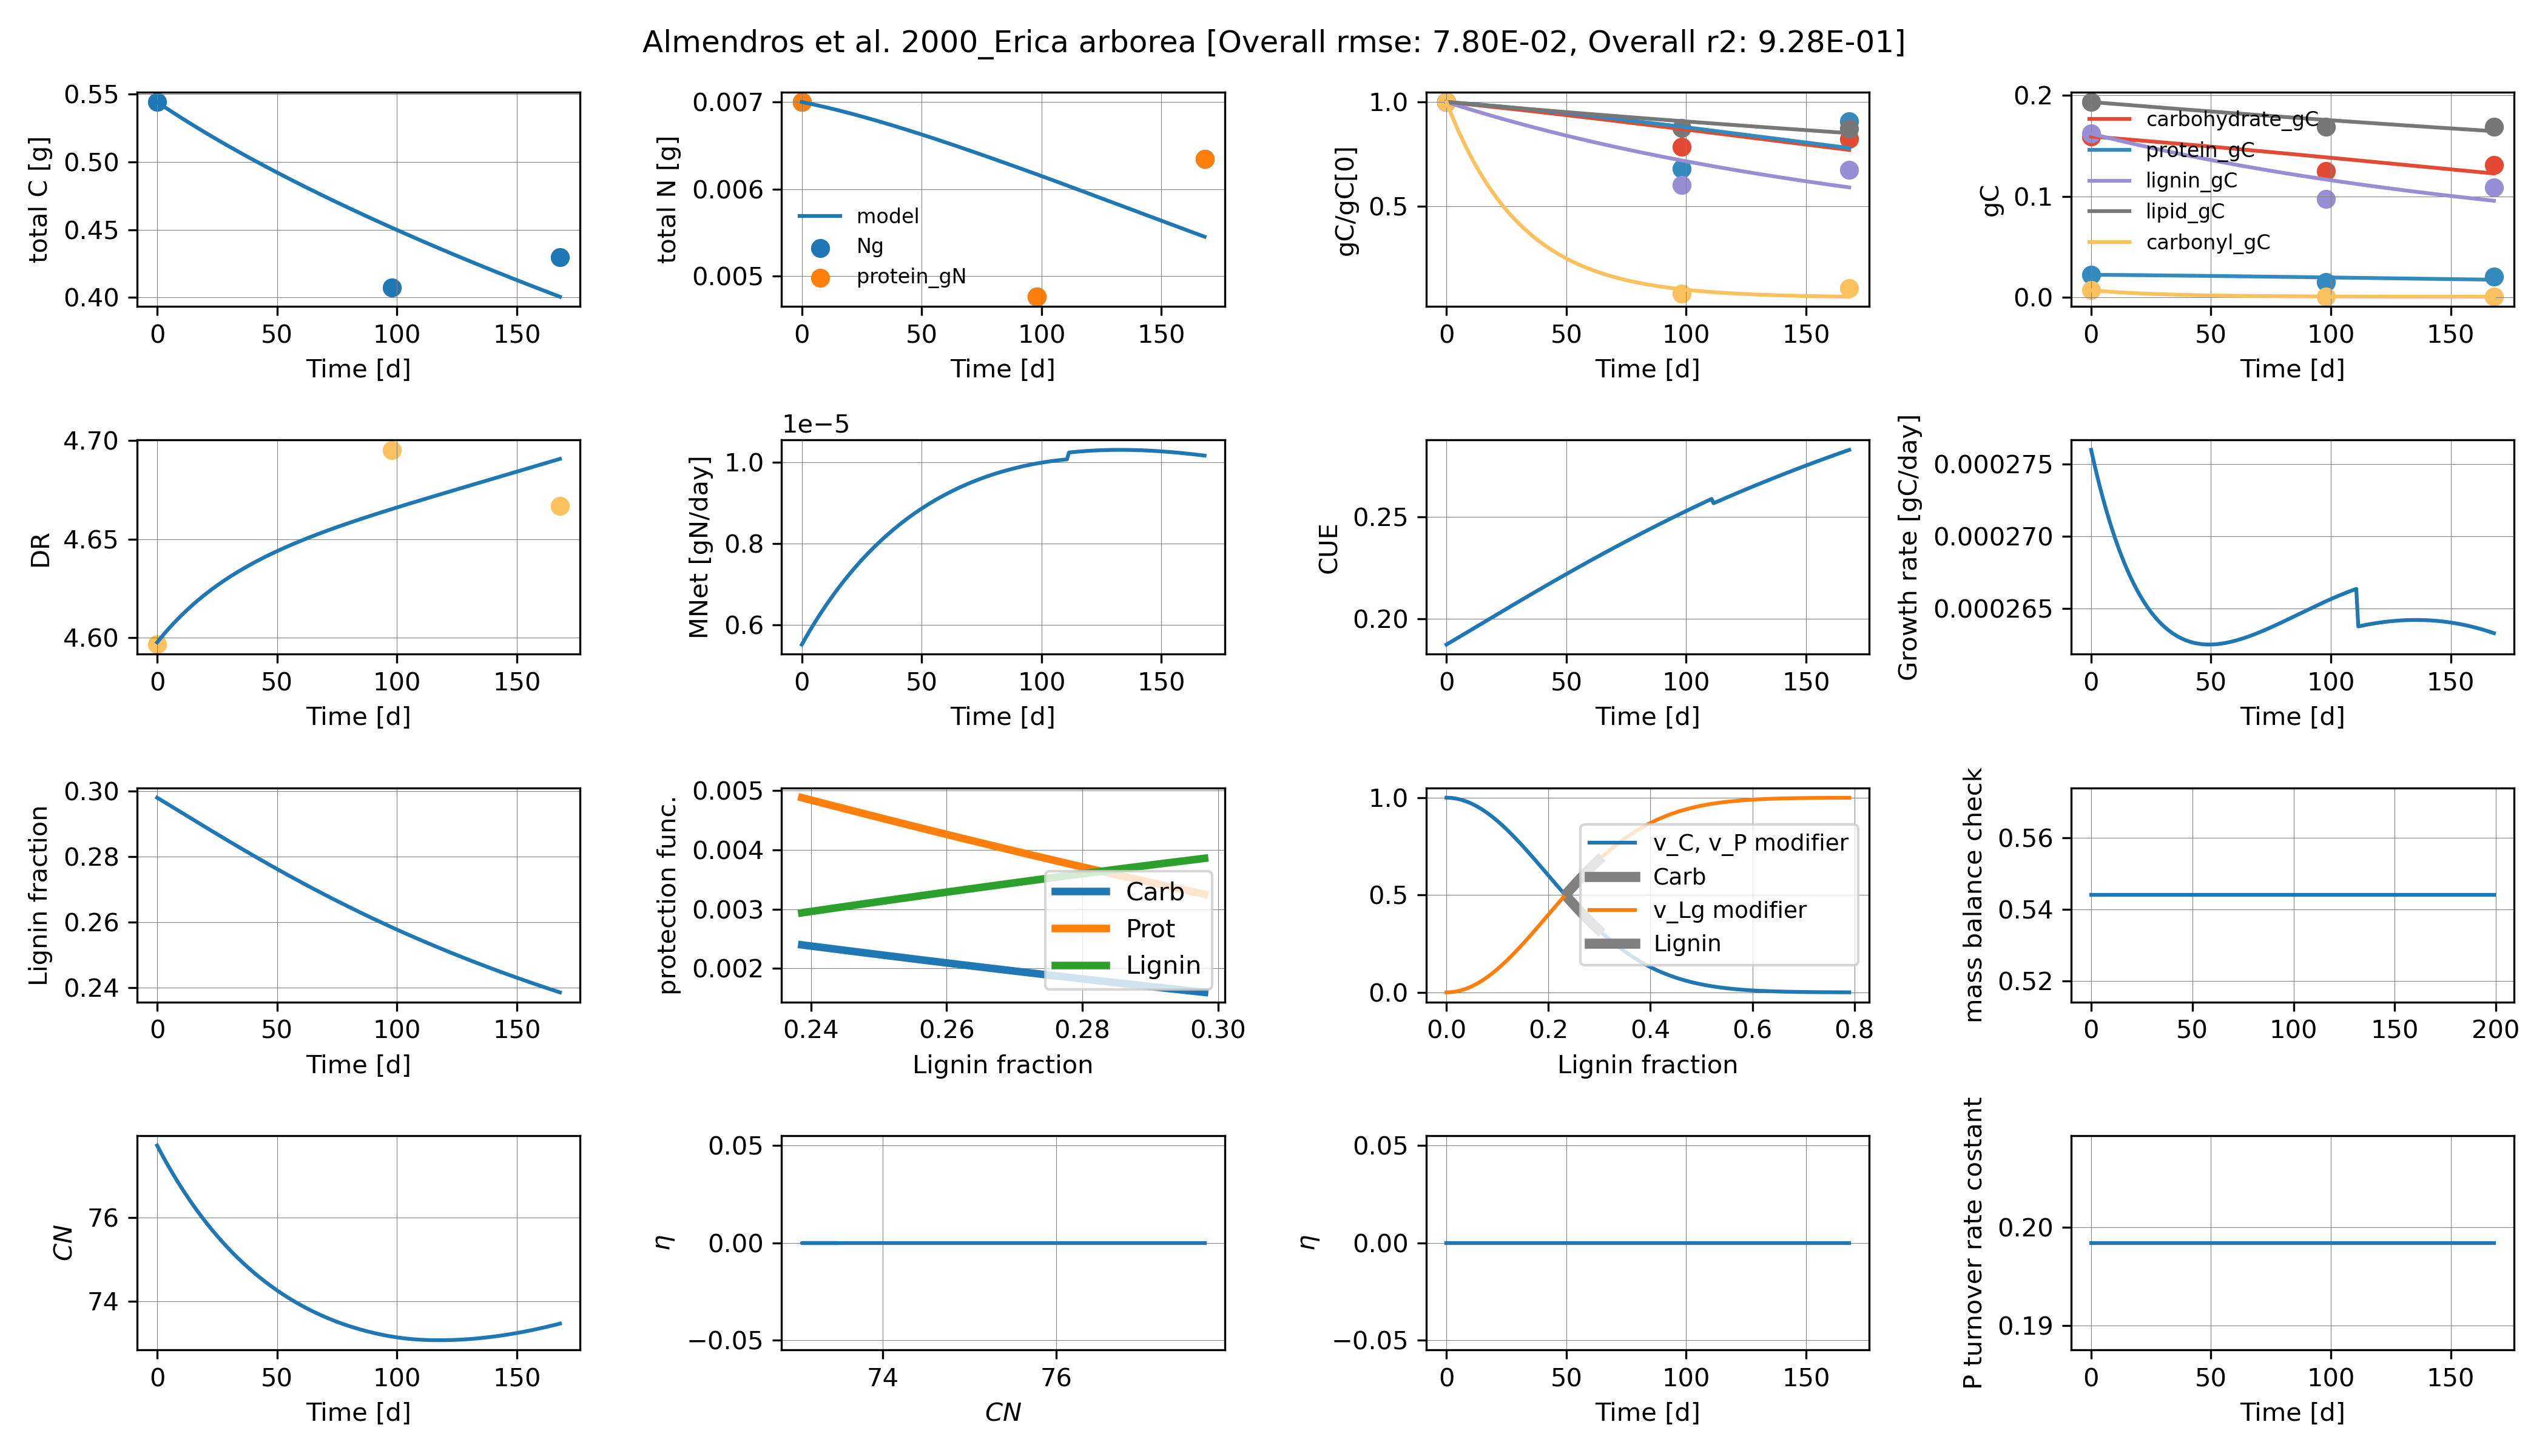 Almendros et al. 2000_Erica arborea [Overall rmse: 7.80E-02, Overall r2: 9.28E-01]
total C [g]
0.55
0.50
0.45
0.40
0 50 100 150
Time [d]
total N [g]
0.007
0.006
0.005
model
Ng
protein_gN
0 50 100 150
Time [d]
gC/gC[0]
1.0
0.5
0 50 100 150
Time [d]
gC
0.2
0.1
0.0
carbohydrate_gC
protein_gC
lignin_gC
lipid_gC
carbonyl_gC
0 50 100 150
Time [d]
DR
4.70
4.65
4.60
0 50 100 150
Time [d]
1e−5
MNet [gN/day]
1.0
0.8
0.6
0 50 100 150
Time [d]
CUE
0.25
0.20
0 50 100 150
Time [d]
Growth rate [gC/day]
0.000275
0.000270
0.000265
0 50 100 150
Time [d]
Lignin fraction
0.30
0.28
0.26
0.24
0 50 100 150
Time [d]
protection func.
0.005
0.004
0.003
0.002
Carb
Prot
Lignin
0.24 0.26 0.28 0.30
Lignin fraction
1.0
0.5
0.0
v_C, v_P modifier
Carb
v_Lg modifier
Lignin
0.0 0.2 0.4 0.6 0.8
Lignin fraction
mass balance check
0.56
0.54
0.52
0 50 100 150 200
CN
76
74
0 50 100 150
Time [d]
η
0.05
0.00
−0.05
74 76
CN
η
0.05
0.00
−0.05
0 50 100 150
Time [d]
P turnover rate costant
0.20
0.19
0 50 100 150
Time [d]